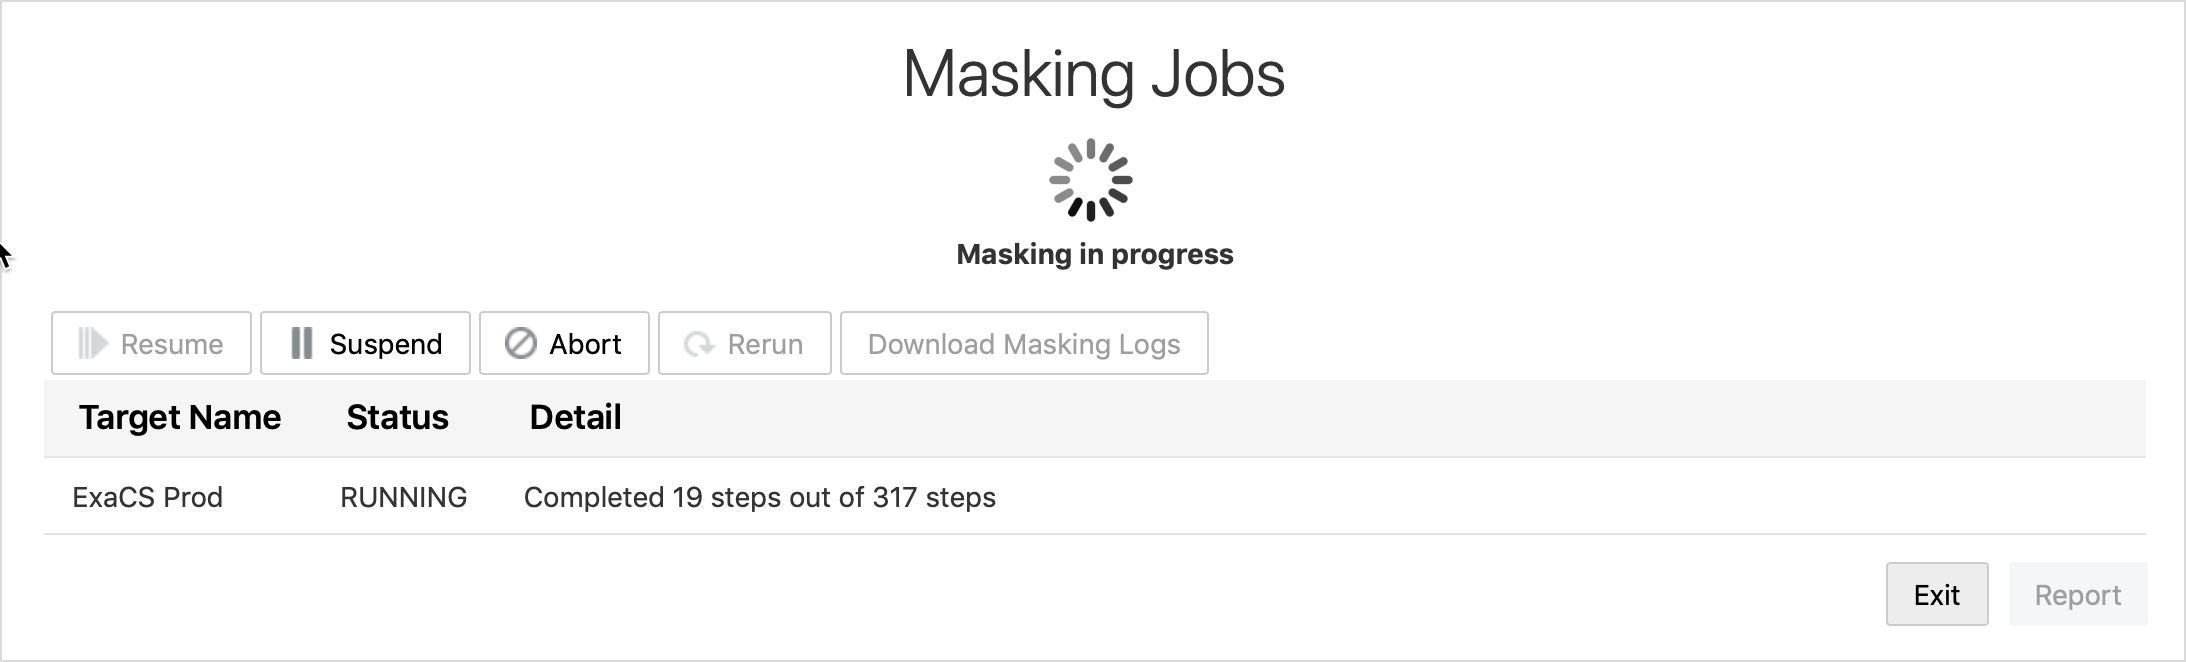 Masking Jobs
Masking in progress
Resume Suspend Abort Rerun Download Masking Logs
Target Name Status Detail
ExaCS Prod RUNNING Completed 19 steps out of 317 steps
Exit Report